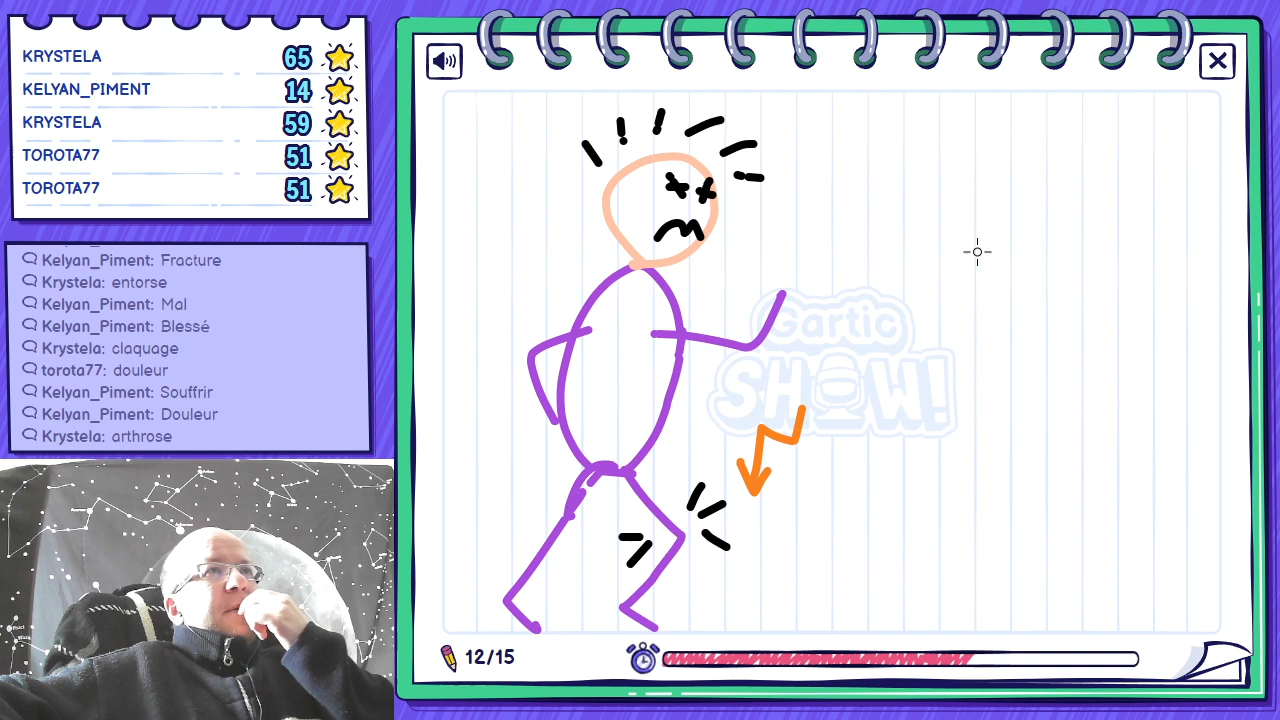 KRYSTELA 65
KELYAN_PIMENT 14
KRYSTELA 59
TOROTA77 51
TOROTA77 51
Kelyan_Piment: Fracture
Krystela: entorse
Kelyan_Piment: Mal
Kelyan_Piment: Blessé
Krystela: claquage
torota77: douleur
Kelyan_Piment: Souffrir
Kelyan_Piment: Douleur
Krystela: arthrose
Gartic
SHOW!
12/15